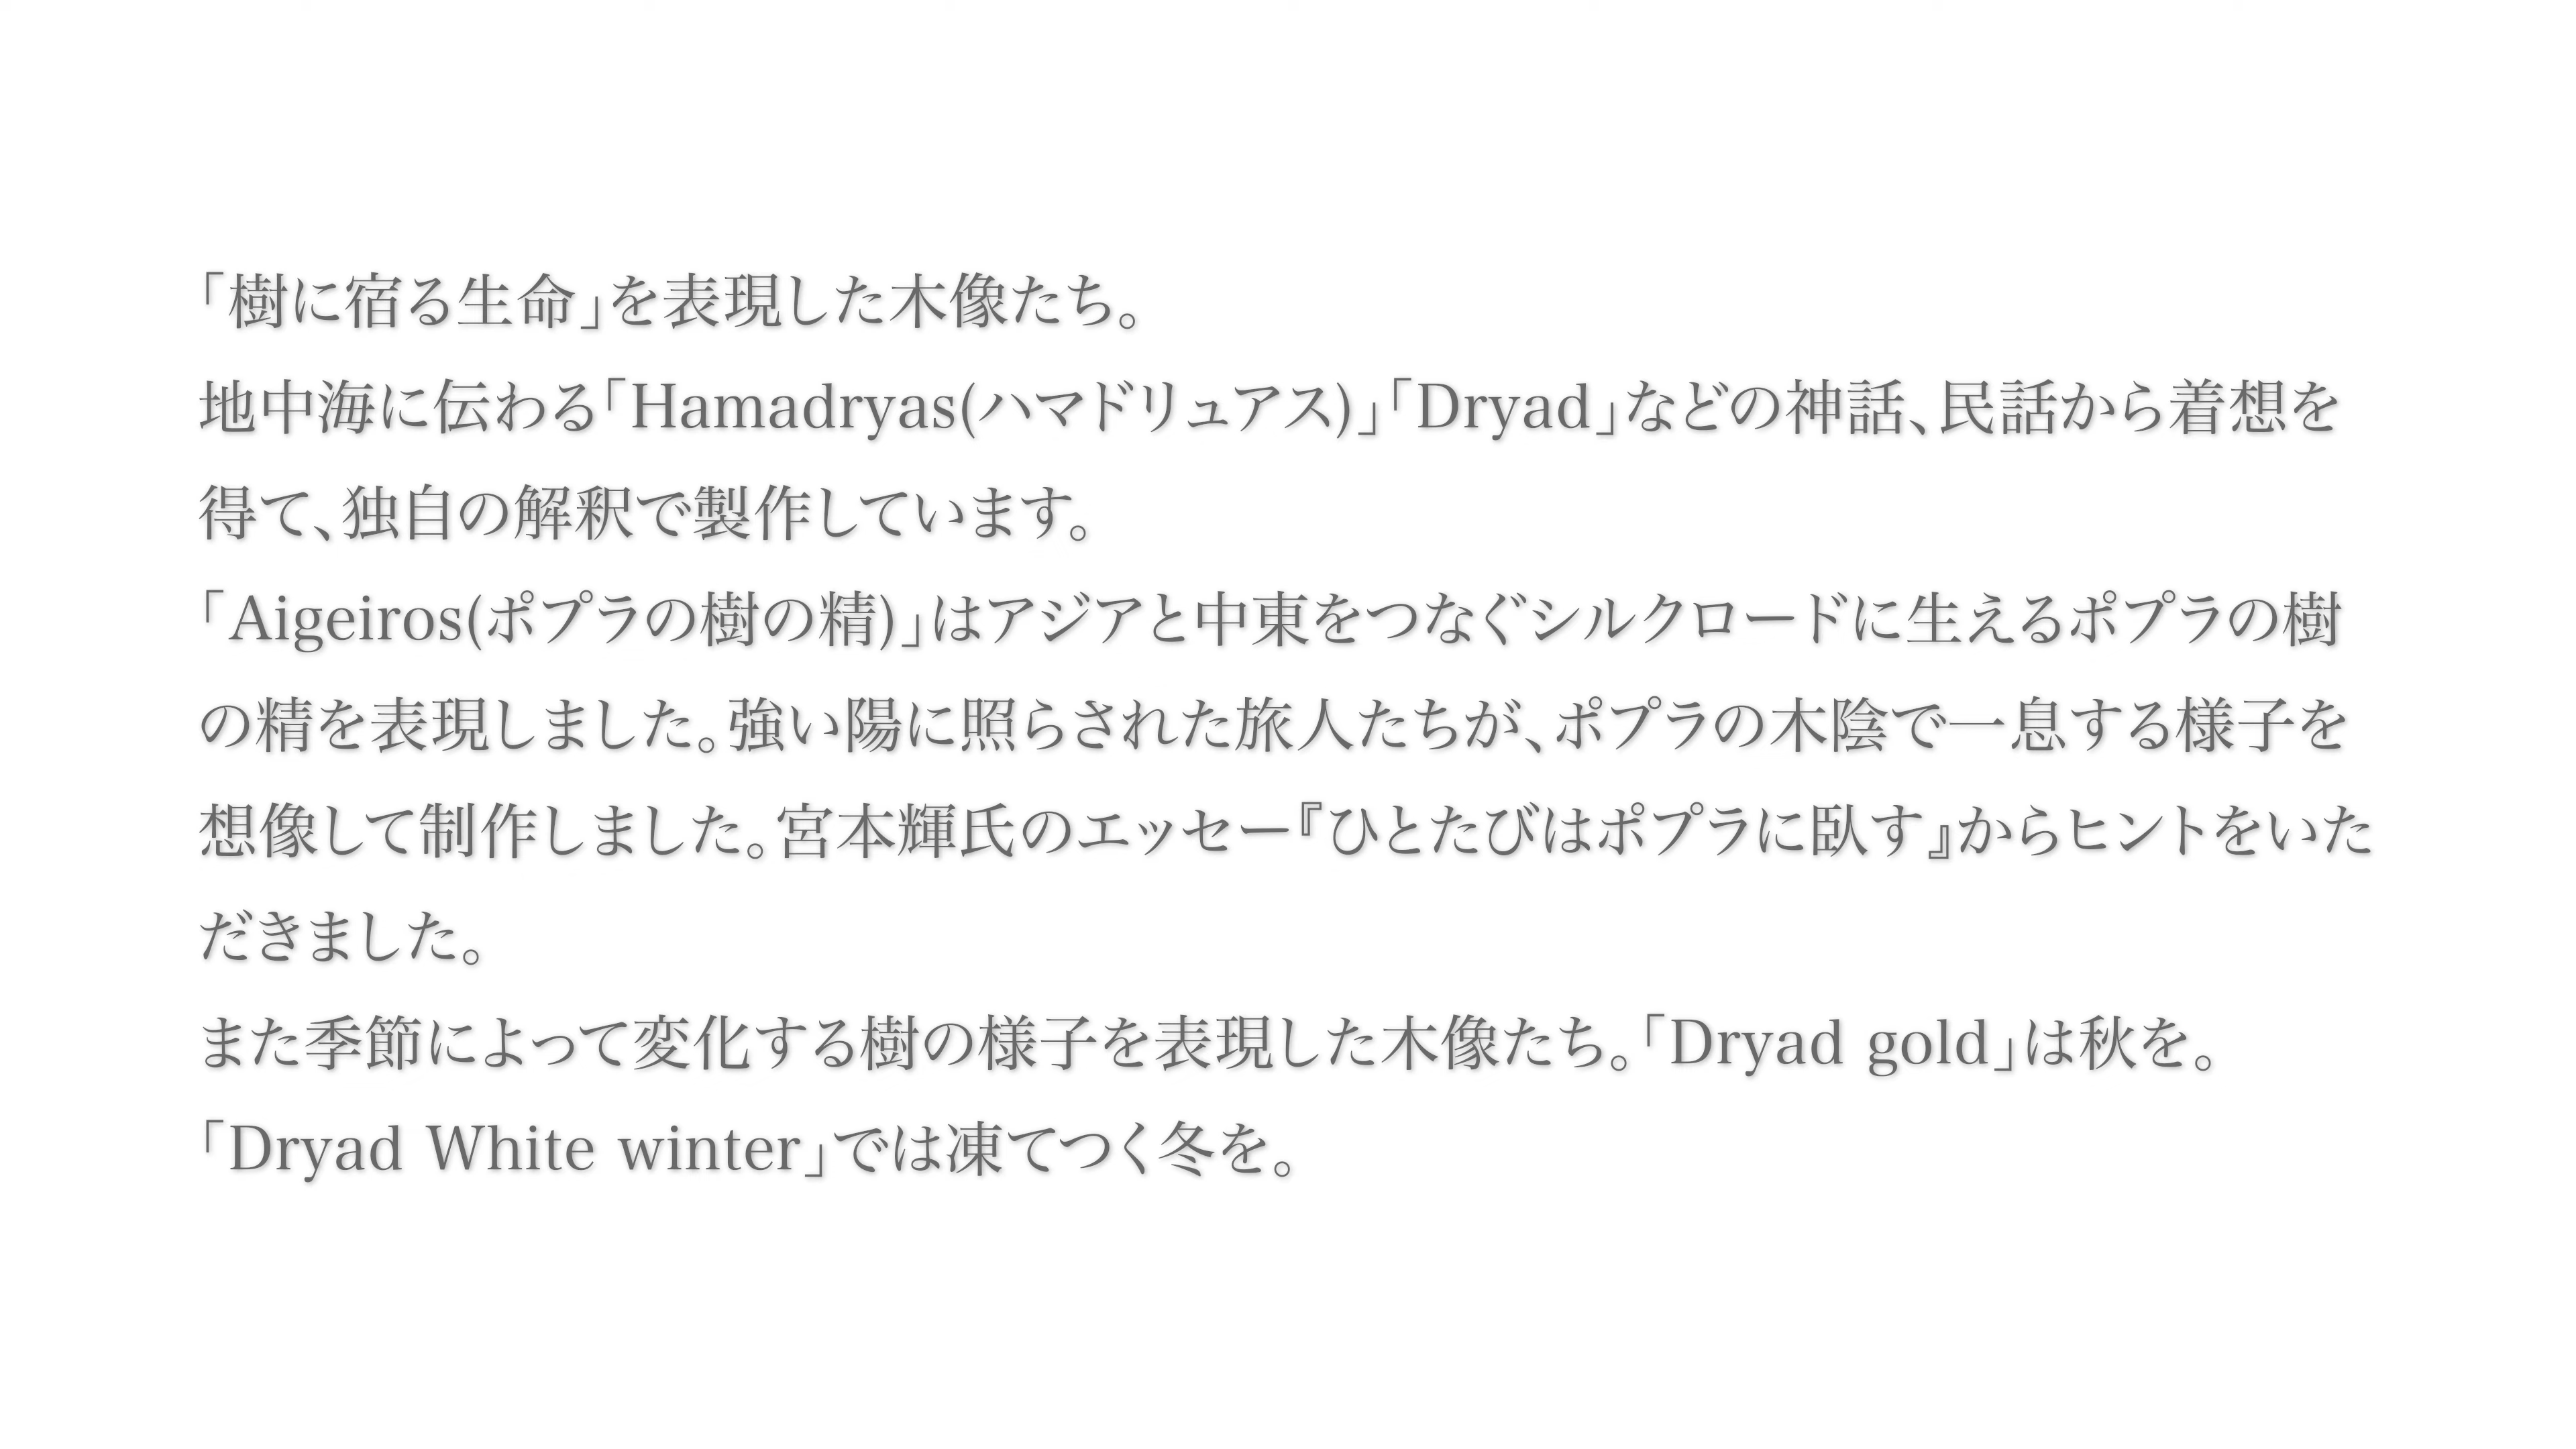 「樹に宿る生命」を表現した木像たち。
地中海に伝わる「Hamadryas(ハマドリュアス)」「Dryad」などの神話、民話から着想を
得て、独自の解釈で製作しています。
「Aigeiros(ポプラの樹の精)」はアジアと中東をつなぐシルクロードに生えるポプラの樹
の精を表現しました。強い陽に照らされた旅人たちが、ポプラの木陰で一息する様子を
想像して制作しました。宮本輝氏のエッセー『ひとたびはポプラに臥す』からヒントをいた
だきました。
また季節によって変化する樹の様子を表現した木像たち。「Dryad gold」は秋を。
「Dryad White winter」では凍てつく冬を。